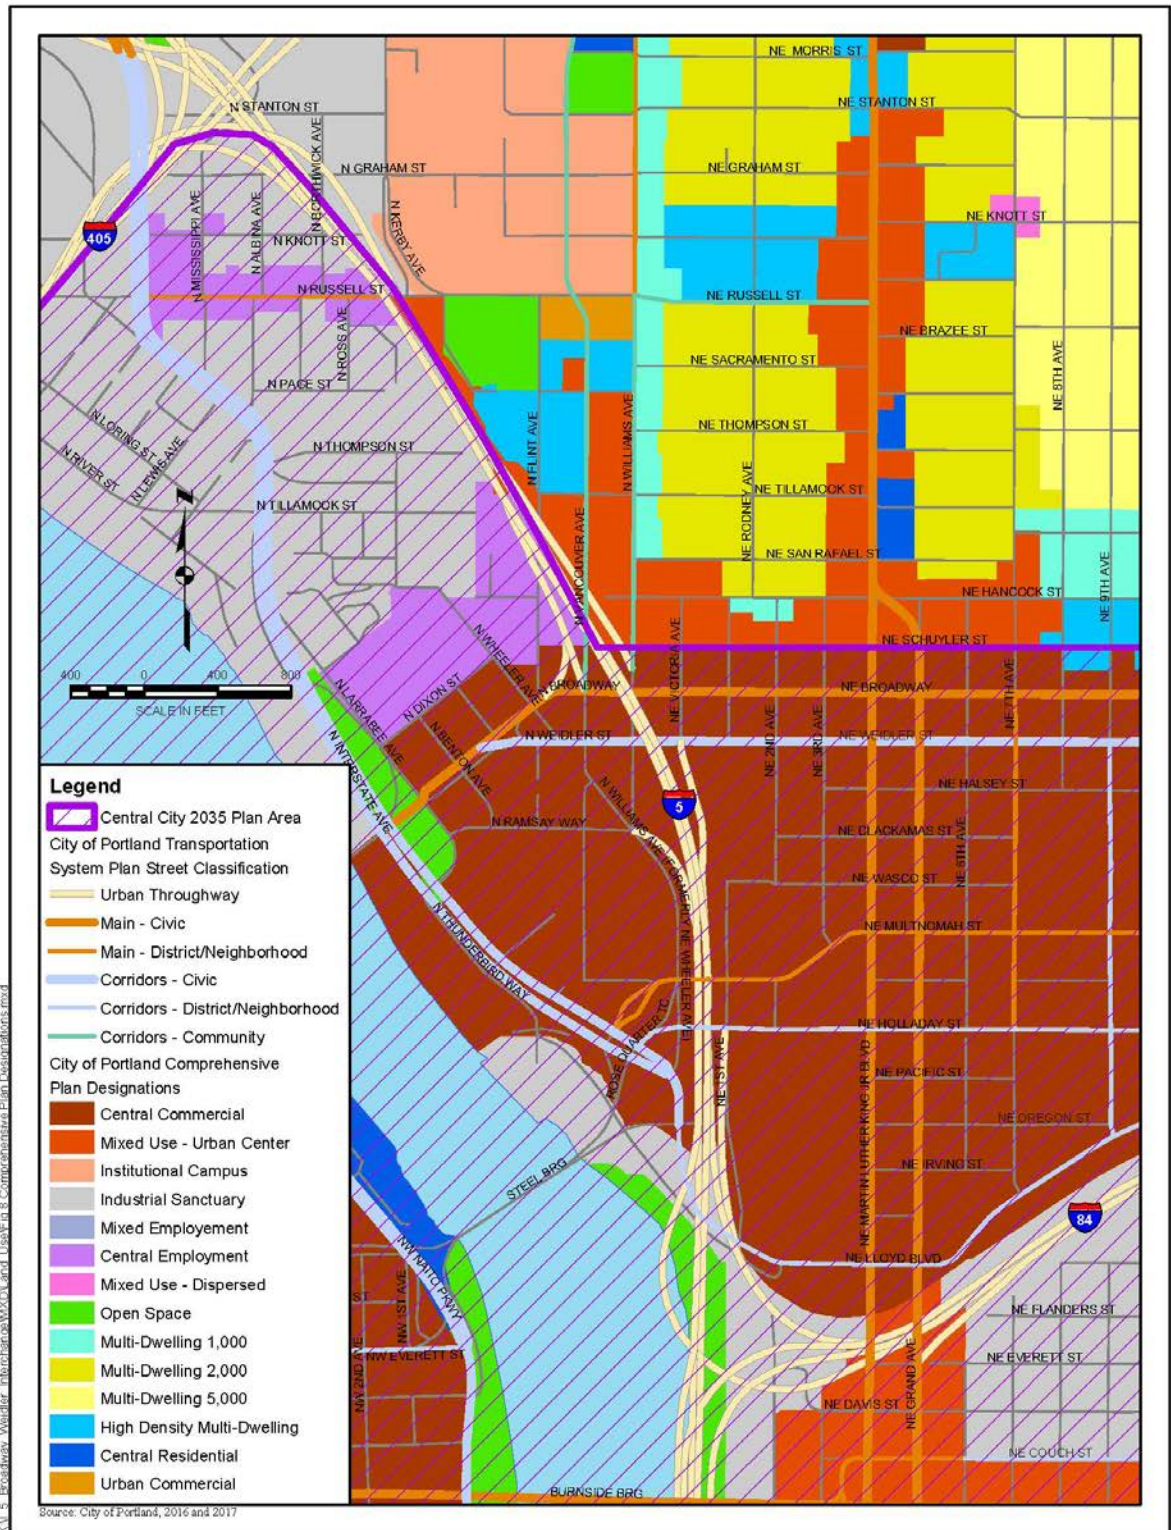 NE MORRIS ST
N STANTON ST
NE STANTON ST
N BORTHWICK AVE
N GRAHAM ST
NE GRAHAM ST
N MISSISSIPPI AVE
N ALBINA AVE
N KERBY AVE
NE KNOTT ST
405
N KNOTT ST
N RUSSELL ST
NE RUSSELL ST
N ROSS AVE
NE BRAZEE ST
NE SACRAMENTO ST
NE 8TH AVE
N PAGE ST
N LORING ST
N LEWIS AVE
N RIVER ST
N FLINT AVE
N WILLIAMS AVE
NE THOMPSON ST
N THOMPSON ST
NE RODNEY AVE
NE TILLAMOOK ST
N TILLAMOOK ST
N VANCOUVER AVE
NE SAN RAFAEL ST
NE 9TH AVE
NE HANCOCK ST
N WHEELER AVE
NE VICTORIA AVE
NE SCHUYLER ST
400 0 400 800
SCALE IN FEET
N LARRABEE AVE
N DIXON ST
N BROADWAY
NE BROADWAY
NE 7TH AVE
N INTERSTATE AVE
N BENTON AVE
N WEIDLER ST
NE 2ND AVE
NE 3RD AVE
NE WEIDLER ST
NE HALSEY ST
5
N RAMSAY WAY
N WILLIAMS AVE (FORMERLY NE WHEELER AVE)
NE CLACKAMAS ST
NE 6TH AVE
NE WASCO ST
N THUNDERBIRD WAY
NE MULTNOMAH ST
ROSE QUARTER TC
NE HOLLADAY ST
NE 1ST AVE
NE MARTIN LUTHER KING JR BLVD
NE PACIFIC ST
NE OREGON ST
STEEL BRG
NE IRVING ST
84
NW NAITO PKWY
NE LLOYD BLVD
NW 1ST AVE
ST
NE FLANDERS ST
NW 2ND AVE
NW EVERETT ST
NE EVERETT ST
NE GRAND AVE
NE DAVIS ST
NE COUCH ST
BURNSIDE BRG
Legend
Central City 2035 Plan Area
City of Portland Transportation
System Plan Street Classification
Urban Throughway
Main - Civic
Main - District/Neighborhood
Corridors - Civic
Corridors - District/Neighborhood
Corridors - Community
City of Portland Comprehensive
Plan Designations
Central Commercial
Mixed Use - Urban Center
Institutional Campus
Industrial Sanctuary
Mixed Employement
Central Employment
Mixed Use - Dispersed
Open Space
Multi-Dwelling 1,000
Multi-Dwelling 2,000
Multi-Dwelling 5,000
High Density Multi-Dwelling
Central Residential
Urban Commercial
Source: City of Portland, 2016 and 2017